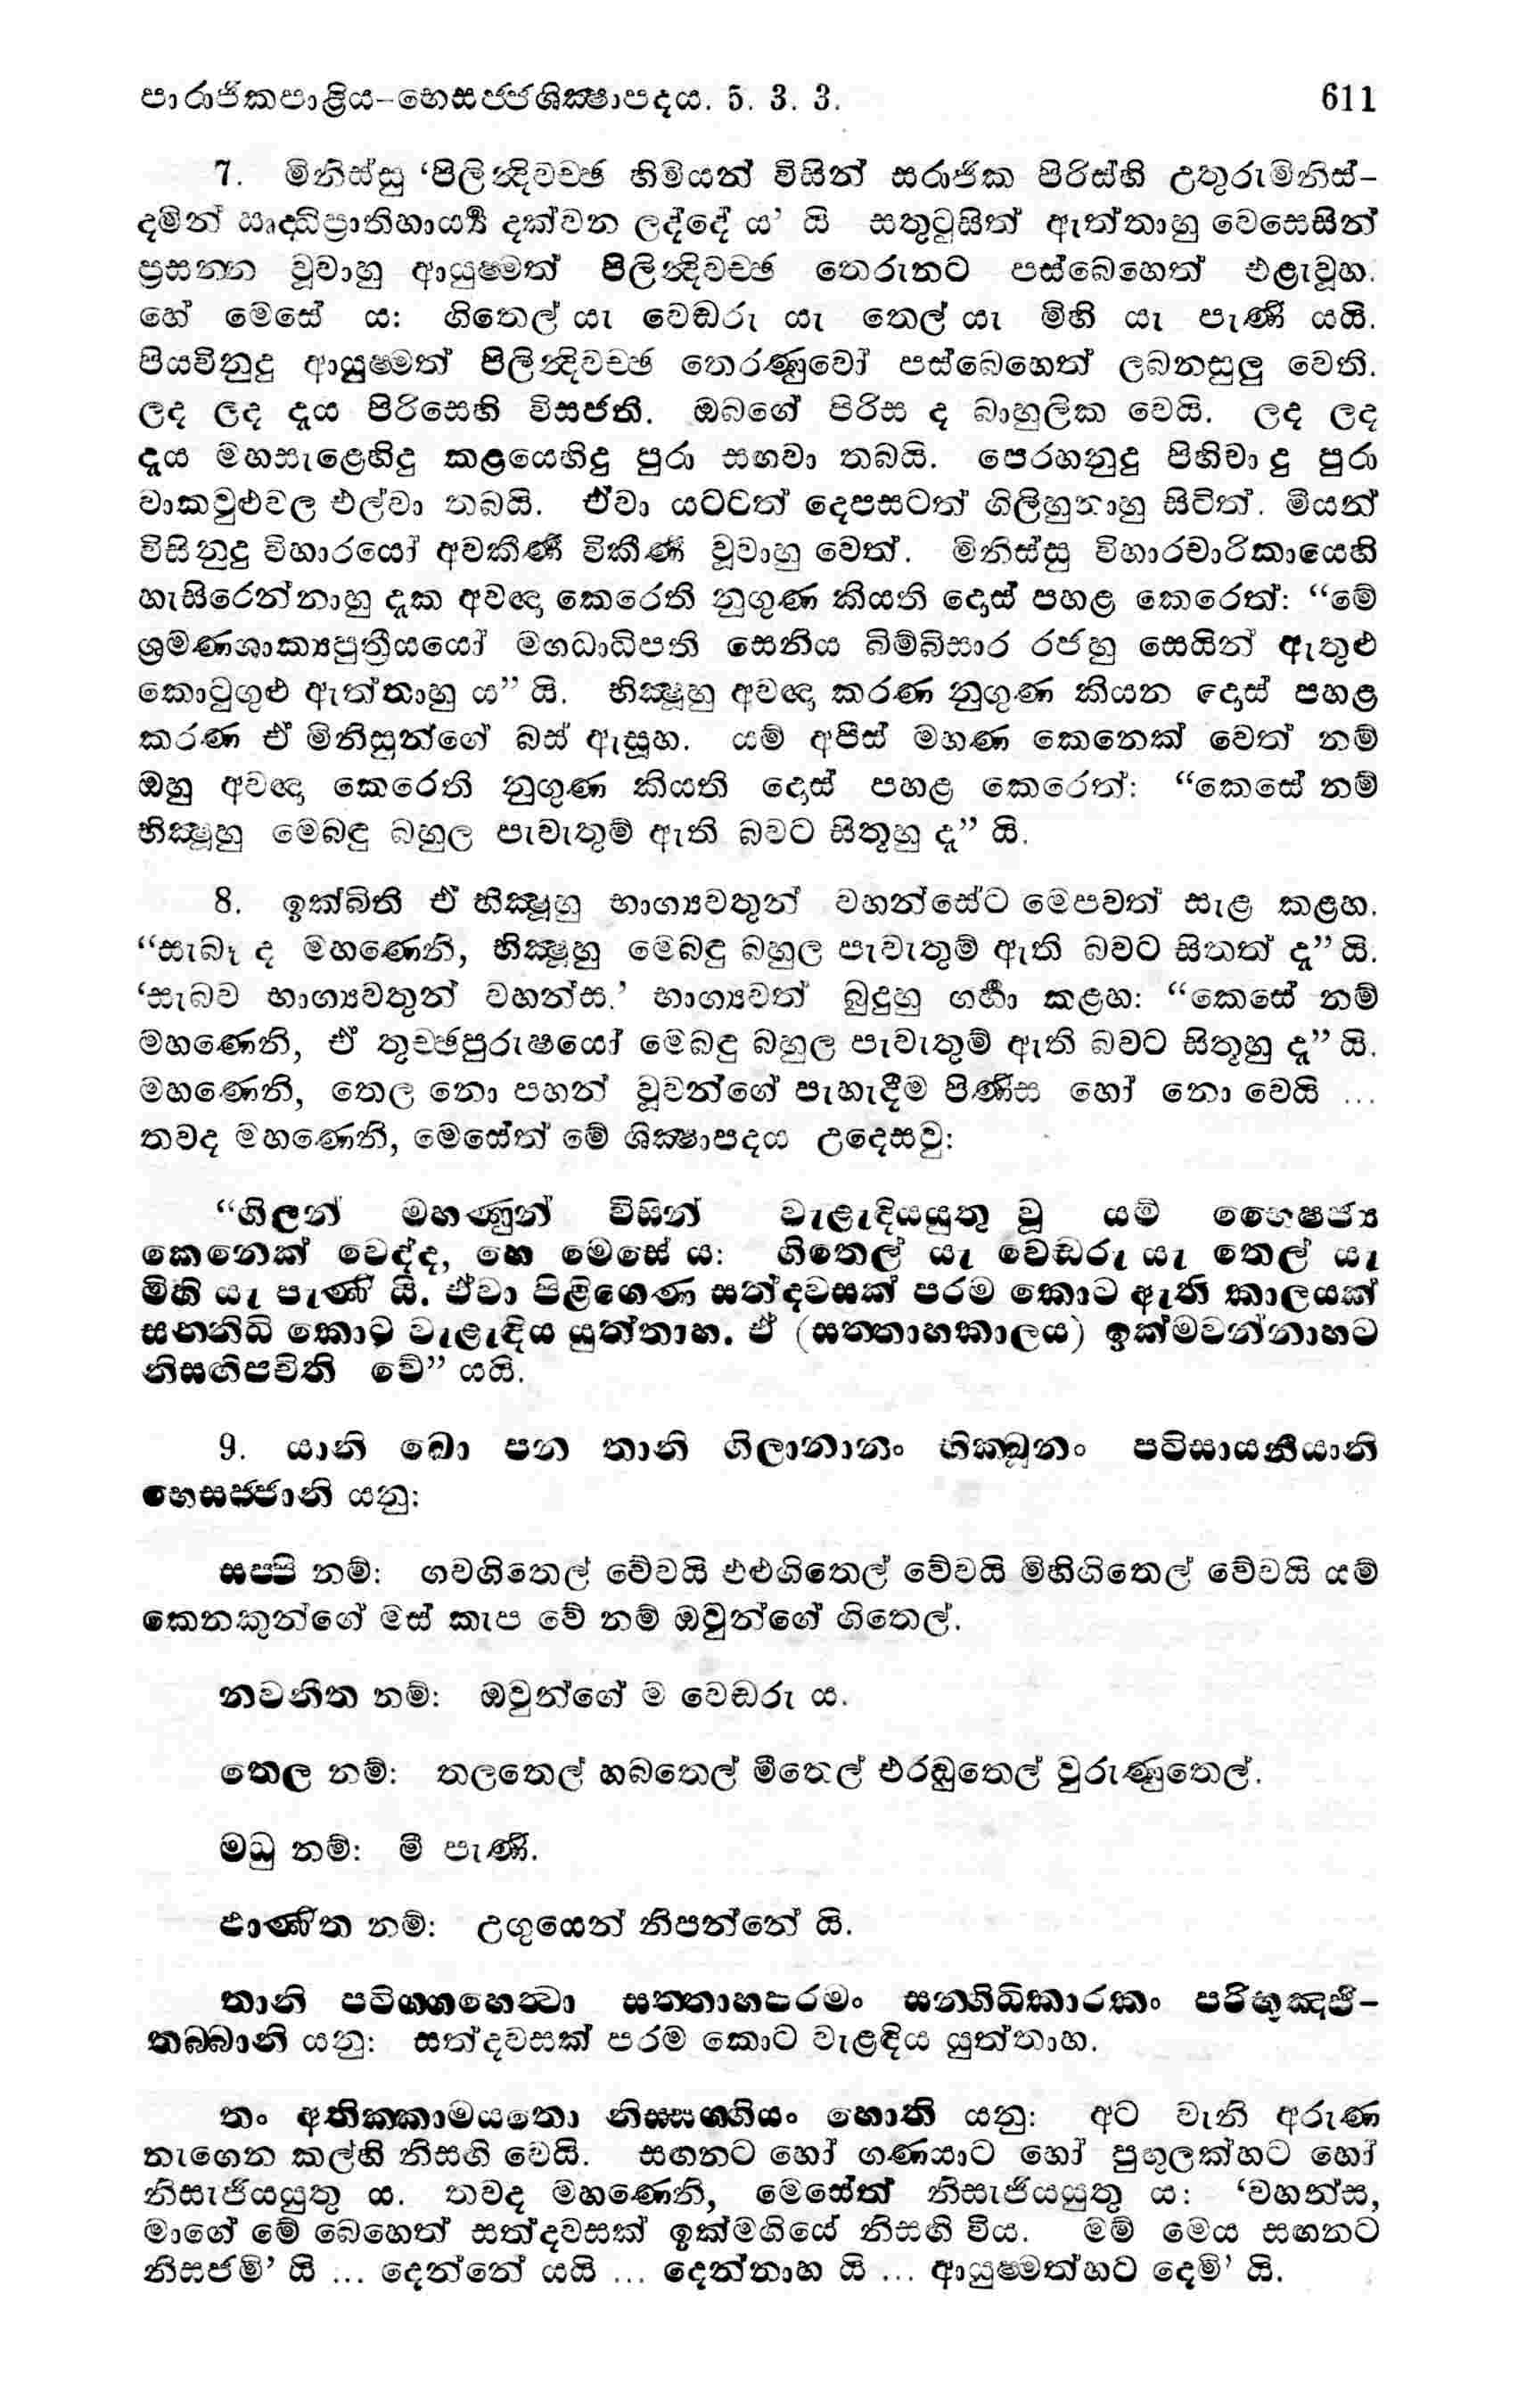 පාරාජිකපාළිය-භෙසජ්ජශික්ෂාපදය. 5. 3. 3. 611
7. මිනිස්සු ‘පිලින්දිවච්ඡ හිමියන් විසින් සරාජික පිරිස්හි උතුරුමිනිස්-
දමින් ඍද්ධිප්‍රාතිහාර්ය්‍ය දක්වන ලද්දේ ය’ යි සතුටුසිත් ඇත්තාහු වෙසෙසින්
ප්‍රසන්න වූවාහු ආයුෂ්මත් පිලින්දිවච්ඡ තෙරුනට පස්බෙහෙත් එළැවූහ.
හේ මෙසේ ය: ගිතෙල් යැ වෙඬරු යැ තෙල් යැ මිහි යැ පැණි යයි.
පියවිනුදු ආයුෂ්මත් පිලින්දිවච්ඡ තෙරණුවෝ පස්බෙහෙත් ලබනසුලු වෙති.
ලද ලද දැය පිරිසෙහි විසජති. ඔබගේ පිරිස ද බාහුලික වෙයි. ලද ලද
දැය මහසැළෙහිදු කළයෙහිදු පුරා සඟවා තබයි. පෙරහනුදු පිහිචා දු පුරා
වාකවුළුවල එල්වා තබයි. ඒවා යටටත් දෙපසටත් ගිලිහුනාහු සිටිත්. මියන්
විසිනුදු විහාරයෝ අවකීර්ණ විකීර්ණ වූවාහු වෙත්. මිනිස්සු විහාරචාරිකායෙහි
හැසිරෙන්නාහු දැක අවඥා කෙරෙති නුගුණ කියති දොස් පහළ කෙරෙත්: “මේ
ශ්‍රමණශාක්‍යපුත්‍රීයයෝ මගධාධිපති සෙනිය බිම්බිසාර රජහු සෙයින් ඇතුළු
කොටුගුළු ඇත්තාහු ය” යි. භික්ෂූහු අවඥා කරණ නුගුණ කියන දොස් පහළ
කරණ ඒ මිනිසුන්ගේ බස් ඇසූහ. යම් අපිස් මහණ කෙනෙක් වෙත් නම්
ඔහු අවඥා කෙරෙති නුගුණ කියති දොස් පහළ කෙරෙත්: “කෙසේ නම්
භික්ෂූහු මෙබඳු බහුල පැවැතුම් ඇති බවට සිතූහු ද” යි.
8. ඉක්බිති ඒ භික්ෂූහු භාග්‍යවතුන් වහන්සේට මෙපවත් සැළ කළහ.
“සැබෑ ද මහණෙනි, භික්ෂූහු මෙබඳු බහුල පැවැතුම් ඇති බවට සිතත් ද” යි.
‘සැබව භාග්‍යවතුන් වහන්ස.’ භාග්‍යවත් බුදුහු ගර්හා කළහ: “කෙසේ නම්
මහණෙනි, ඒ තුච්ඡපුරුෂයෝ මෙබඳු බහුල පැවැතුම් ඇති බවට සිතූහු ද” යි.
මහණෙනි, තෙල නො පහන් වූවන්ගේ පැහැදීම පිණිස හෝ නො වෙයි ...
තවද මහණෙනි, මෙසේත් මේ ශික්ෂාපදය උදෙසවු:
“ගිලන් මහණුන් විසින් වැළැදියයුතු වූ යම් භෛෂජ්‍ය
කෙනෙක් වෙද්ද, හෙ මෙසේ ය: ගිතෙල් යැ වෙඬරු යැ තෙල් යැ
මිහි යැ පැණි යි. ඒවා පිළිගෙණ සත්දවසක් පරම කොට ඇති කාලයක්
සන්නිධි කොට වැළැඳිය යුත්තාහ. ඒ (සත්තාහකාලය) ඉක්මවන්නාහට
නිසඟිපචිති වේ” යයි.
9. යානි ඛො පන තානි ගිලානානං භික්ඛූනං පටිසායනීයානි
භෙසජ්ජානි යනු:
සප්පි නම්: ගවගිතෙල් වේවයි එළුගිතෙල් වේවයි මිහිගිතෙල් වේවයි යම්
කෙනකුන්ගේ මස් කැප වේ නම් ඔවුන්ගේ ගිතෙල්.
නවනීත නම්: ඔවුන්ගේ ම වෙඬරු ය.
තෙල නම්: තලතෙල් හබතෙල් මීතෙල් එරඬුතෙල් වුරුණුතෙල්.
මධු නම්: මී පැණි.
ඵාණිත නම්: උගුයෙන් නිපන්නේ යි.
තානි පටිග්ගහෙත්වා සත්තාහපරමං සන්නිධිකාරකං පරිභුඤ්ජි-
තබ්බානි යනු: සත්දවසක් පරම කොට වැළඳිය යුත්තාහ.
තං අතික්කාමයතො නිස්සග්ගියං හොති යනු: අට වැනි අරුණ
නැගෙන කල්හි නිසඟි වෙයි. සඟනට හෝ ගණයාට හෝ පුඟුලක්හට හෝ
නිසැජියයුතු ය. තවද මහණෙනි, මෙසේත් නිසැජියයුතු ය: ‘වහන්ස,
මාගේ මේ බෙහෙත් සත්දවසක් ඉක්මගියේ නිසඟි විය. මම් මෙය සඟනට
නිසජමි’ යි ... දෙන්නේ යයි ... දෙන්නාහ යි ... ආයුෂ්මත්හට දෙමි’ යි.